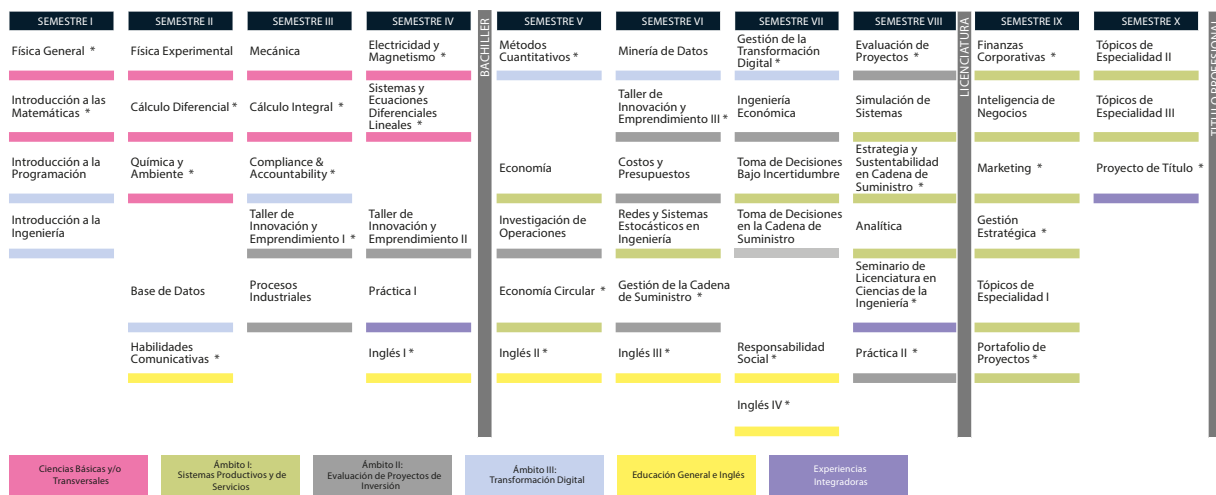 SEMESTRE I
Física General *
Introducción a las
Matemáticas *
Introducción a la
Programación
Introducción a la
Ingeniería
SEMESTRE II
Física Experimental
Cálculo Diferencial *
Química y
Ambiente *
Base de Datos
Habilidades
Comunicativas *
SEMESTRE III
Mecánica
Cálculo Integral *
Compliance &
Accountability *
Taller de
Innovación y
Emprendimiento I *
Procesos
Industriales
SEMESTRE IV
Electricidad y
Magnetismo *
Sistemas y
Ecuaciones
Diferenciales
Lineales *
Taller de
Innovación y
Emprendimiento II
Práctica I
Inglés I *
BACHILLER
SEMESTRE V
Métodos
Cuantitativos *
Economía
Investigación de
Operaciones
Economía Circular *
Inglés II *
SEMESTRE VI
Minería de Datos
Taller de
Innovación y
Emprendimiento III *
Costos y
Presupuestos
Redes y Sistemas
Estocásticos en
Ingeniería
Gestión de la Cadena
de Suministro *
Inglés III *
SEMESTRE VII
Gestión de la
Transformación
Digital *
Ingeniería
Económica
Toma de Decisiones
Bajo Incertidumbre
Toma de Decisiones
en la Cadena de
Suministro
Responsabilidad
Social *
Inglés IV *
SEMESTRE VIII
Evaluación de
Proyectos *
Simulación de
Sistemas
Estrategia y
Sustentabilidad
en Cadena de
Suministro *
Analítica
Seminario de
Licenciatura en
Ciencias de la
Ingeniería *
Práctica II *
LICENCIATURA
SEMESTRE IX
Finanzas
Corporativas *
Inteligencia de
Negocios
Marketing *
Gestión
Estratégica *
Tópicos de
Especialidad I
Portafolio de
Proyectos *
SEMESTRE X
Tópicos de
Especialidad II
Tópicos de
Especialidad III
Proyecto de Título *
TÍTULO PROFESIONAL
Ciencias Básicas y/o
Transversales
Ámbito I:
Sistemas Productivos y de
Servicios
Ámbito II:
Evaluación de Proyectos de
Inversión
Ámbito III:
Transformación Digital
Educación General e Inglés
Experiencias
Integradoras